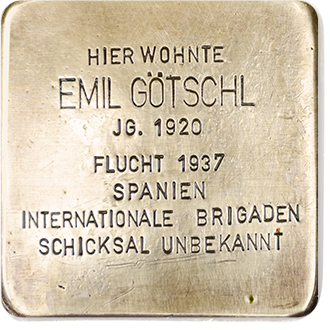 HIER WOHNTE
EMIL GÖTSCHL
JG. 1920
FLUCHT 1937
SPANIEN
INTERNATIONALE BRIGADEN
SCHICKSAL UNBEKANNT